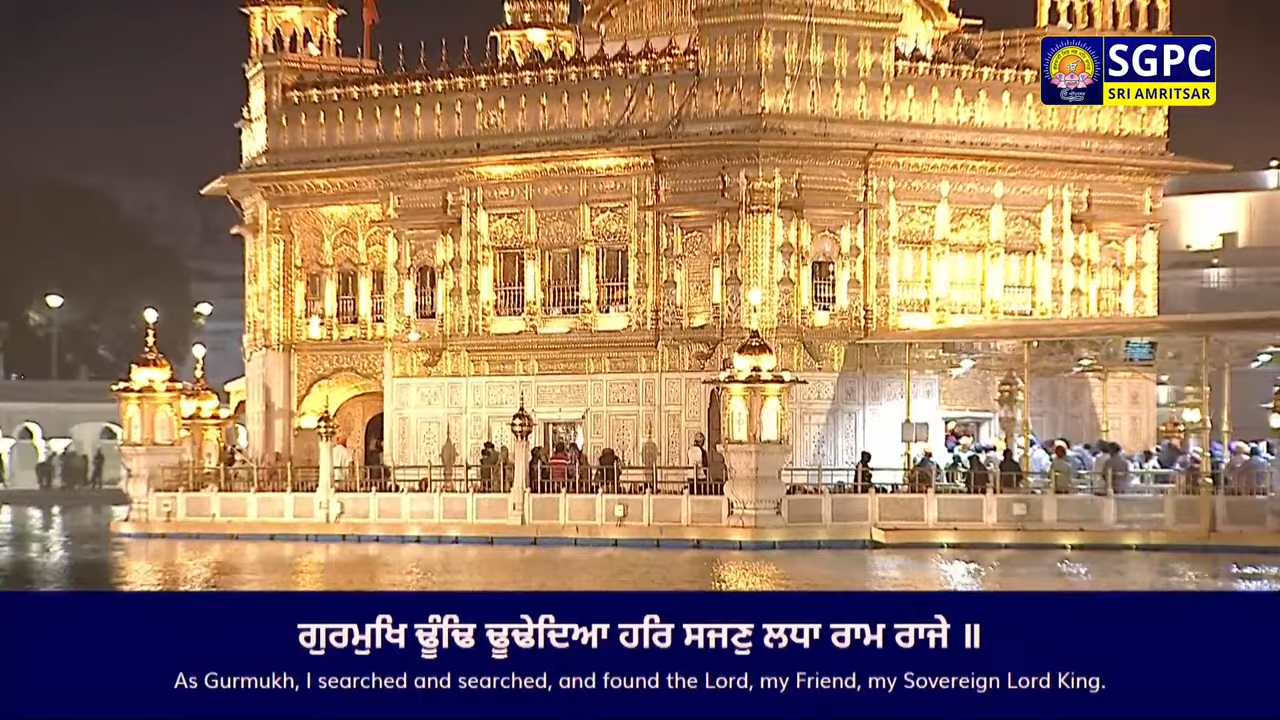 SGPC
SRI AMRITSAR
ਗੁਰਮੁਖਿ ਢੂੰਢਿ ਢੂਢੇਦਿਆ ਹਰਿ ਸਜਣੁ ਲਧਾ ਰਾਮ ਰਾਜੇ ॥
As Gurmukh, I searched and searched, and found the Lord, my Friend, my Sovereign Lord King.